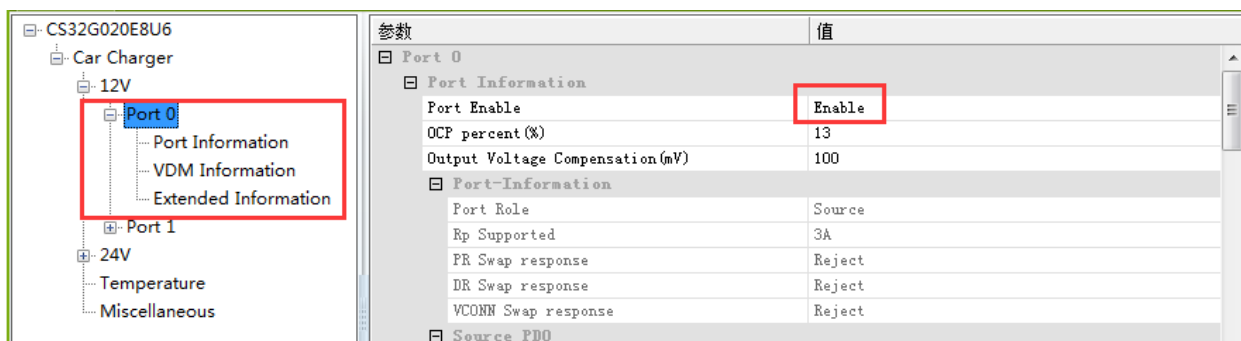 CS32G020E8U6
Car Charger
12V
Port 0
Port Information
VDM Information
Extended Information
Port 1
24V
Temperature
Miscellaneous
参数 值
Port 0
Port Information
Port Enable Enable
OCP percent(%) 13
Output Voltage Compensation(mV) 100
Port-Information
Port Role Source
Rp Supported 3A
PR Swap response Reject
DR Swap response Reject
VCONN Swap response Reject
Source PDO